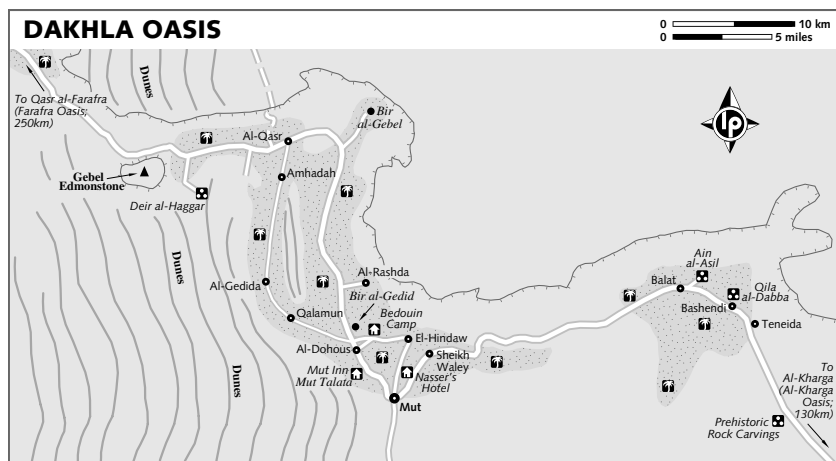 DAKHLA OASIS
0 10 km
0 5 miles
Dunes
To Qasr al-Farafra
(Farafra Oasis;
250km)
Bir
al-Gebel
lp
Al-Qasr
Gebel
Edmonstone
Amhadah
Deir al-Haggar
Dunes
Al-Rashda
Al-Gedida
Bir al-Gedid
Qalamun
Bedouin
Camp
El-Hindaw
Al-Dohous
Sheikh
Waley
Mut Inn
Mut Talata
Nasser's
Hotel
Mut
Dunes
Ain
al-Asil
Balat
Qila
al-Dabba
Bashendi
Teneida
To
Al-Kharga
(Al-Kharga
Oasis;
130km)
Prehistoric
Rock Carvings